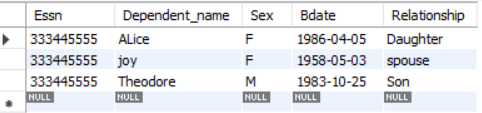 Essn Dependent_name Sex Bdate Relationship
333445555 ALice F 1986-04-05 Daughter
333445555 joy F 1958-05-03 spouse
333445555 Theodore M 1983-10-25 Son
NULL NULL NULL NULL NULL